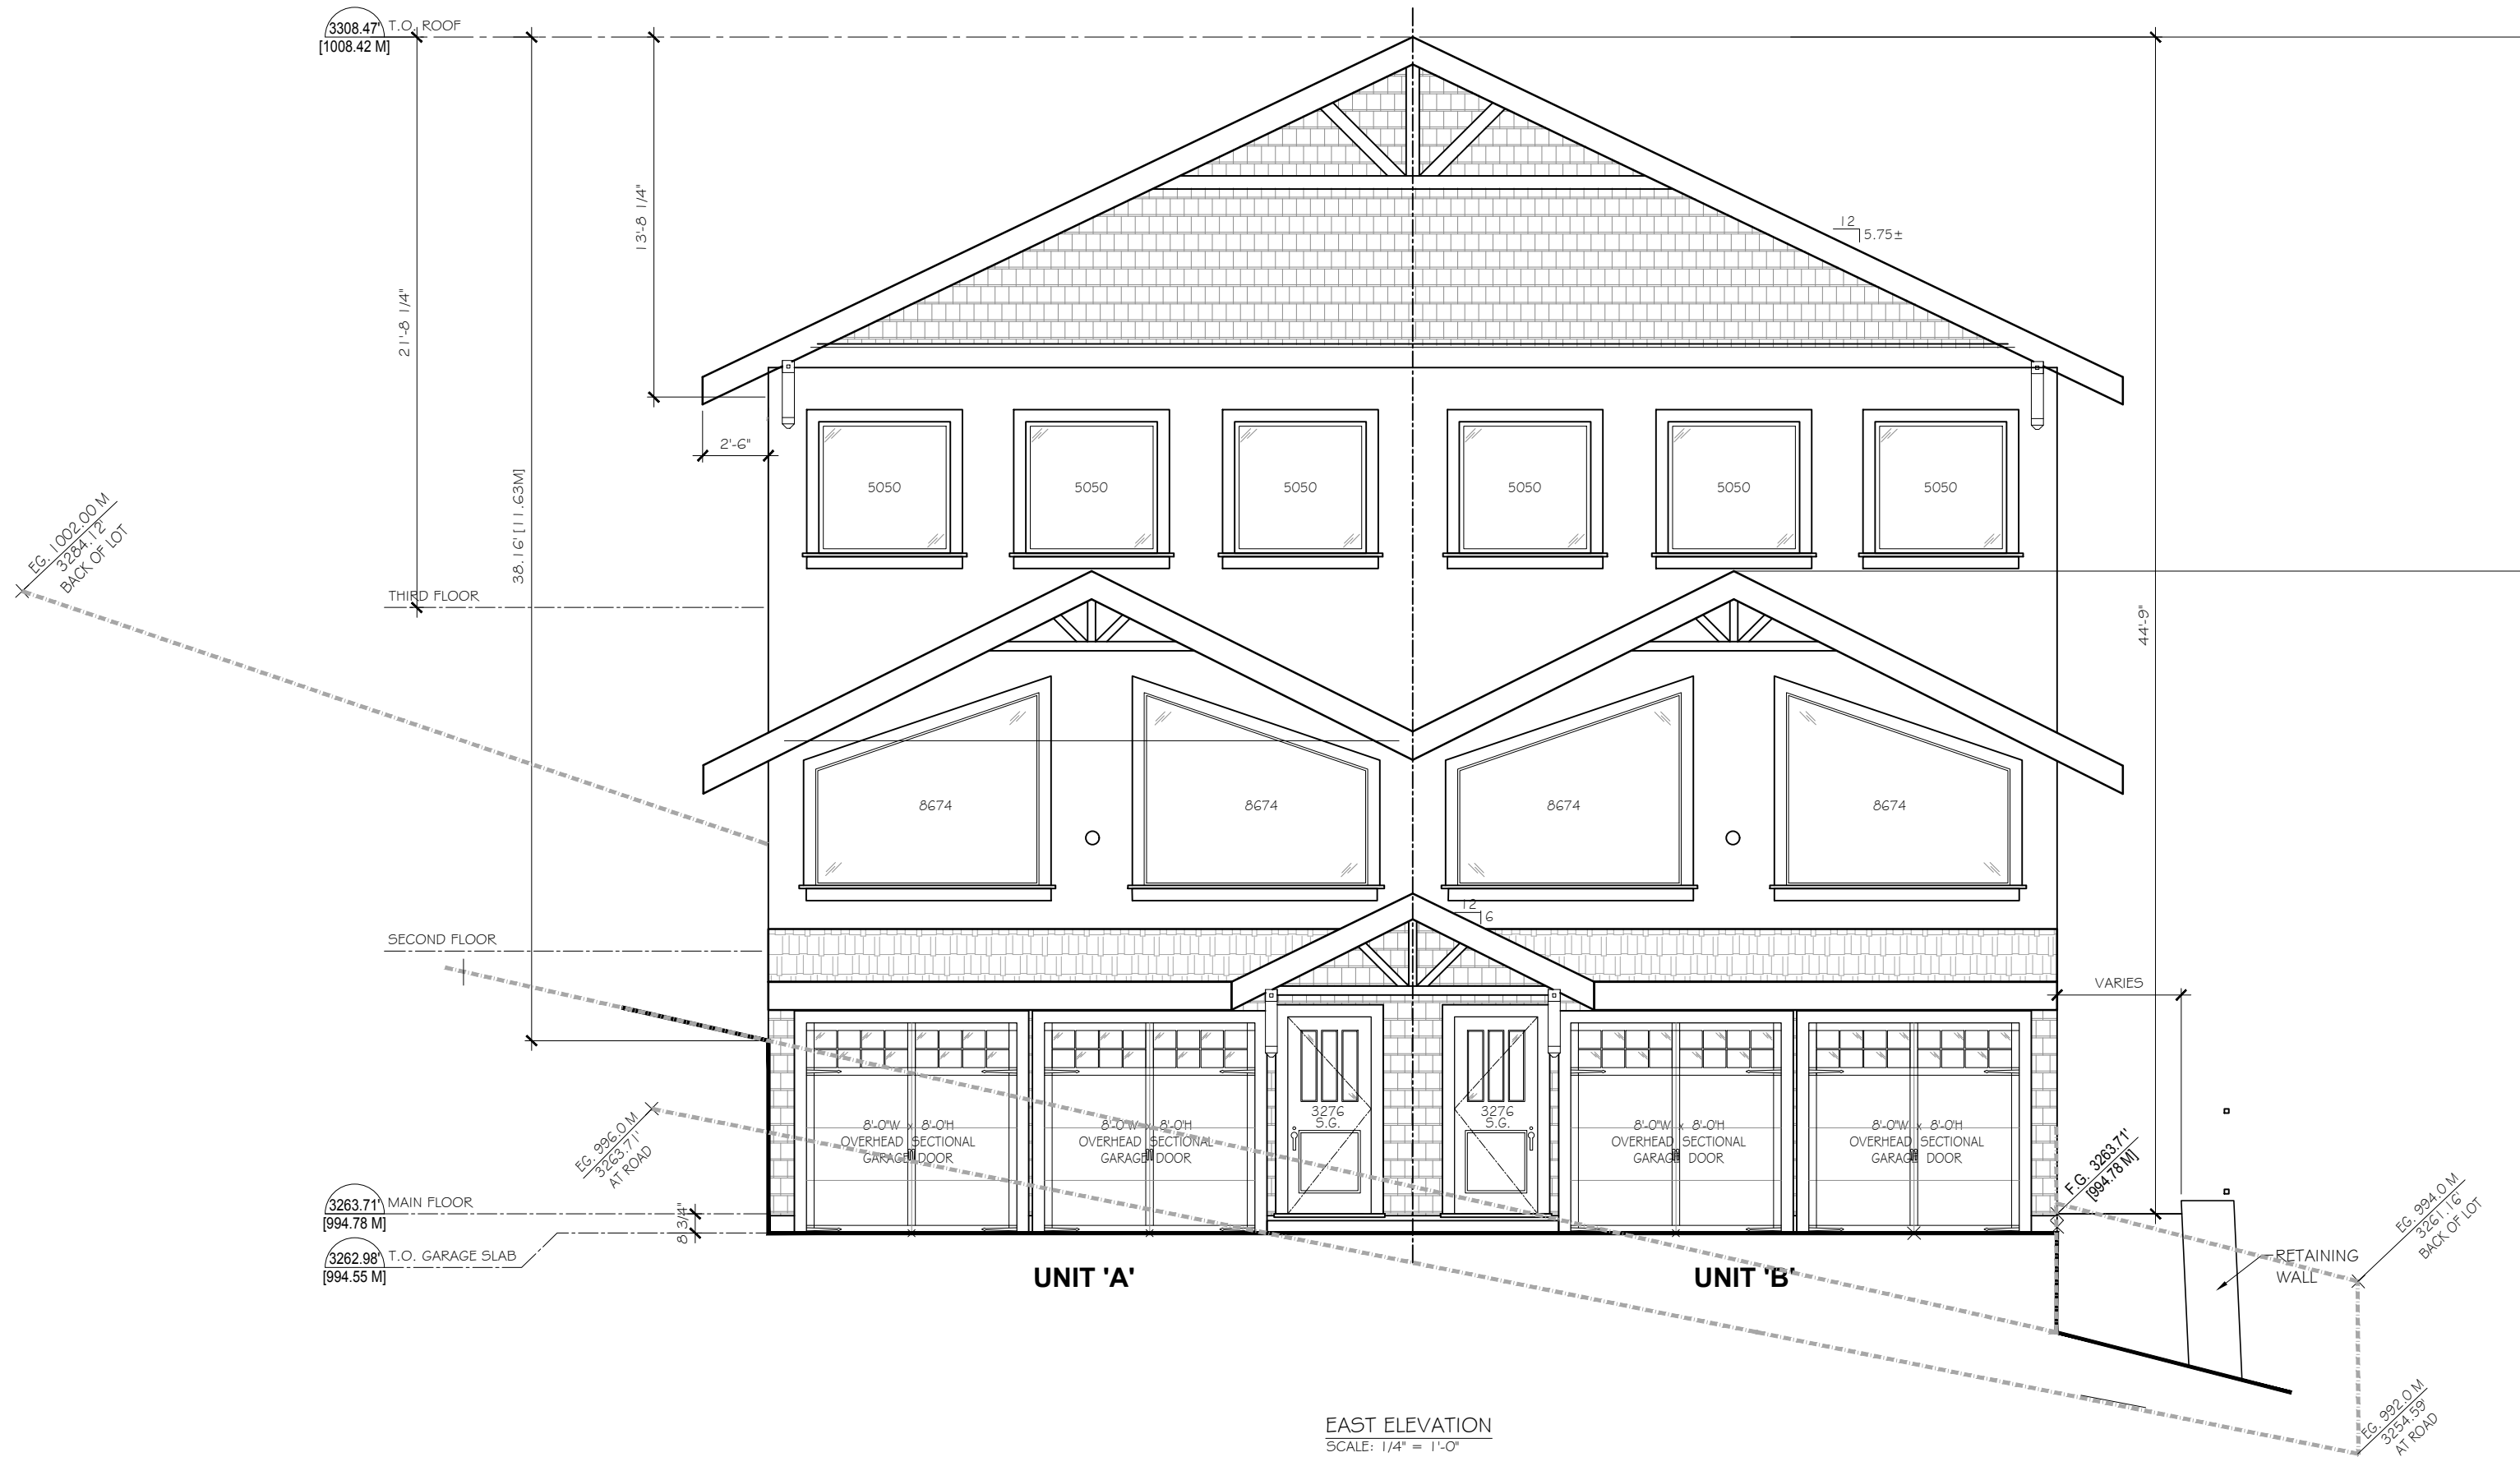 3308.47' T.O. ROOF
[1008.42 M]
13'-8 1/4"
12
5.75±
21'-8 1/4"
2'-6"
38.16' [11.63M]
5050
5050
5050
5050
5050
5050
EG. 1002.00 M
3284.12'
BACK OF LOT
THIRD FLOOR
44'-9"
8674
8674
8674
8674
12
6
SECOND FLOOR
VARIES
8'-0"W x 8'-0"H
OVERHEAD SECTIONAL
GARAGE DOOR
8'-0"W x 8'-0"H
OVERHEAD SECTIONAL
GARAGE DOOR
3276
S.G.
3276
S.G.
8'-0"W x 8'-0"H
OVERHEAD SECTIONAL
GARAGE DOOR
8'-0"W x 8'-0"H
OVERHEAD SECTIONAL
GARAGE DOOR
EG. 996.0 M
3263.71'
AT ROAD
F.G. 3263.71'
[994.78 M]
3263.71' MAIN FLOOR
[994.78 M]
8 3/4"
3262.98' T.O. GARAGE SLAB
[994.55 M]
EG. 994.0 M
3261.16'
BACK OF LOT
RETAINING
WALL
UNIT 'A'
UNIT 'B'
EG. 992.0 M
3254.59'
AT ROAD
EAST ELEVATION
SCALE: 1/4" = 1'-0"